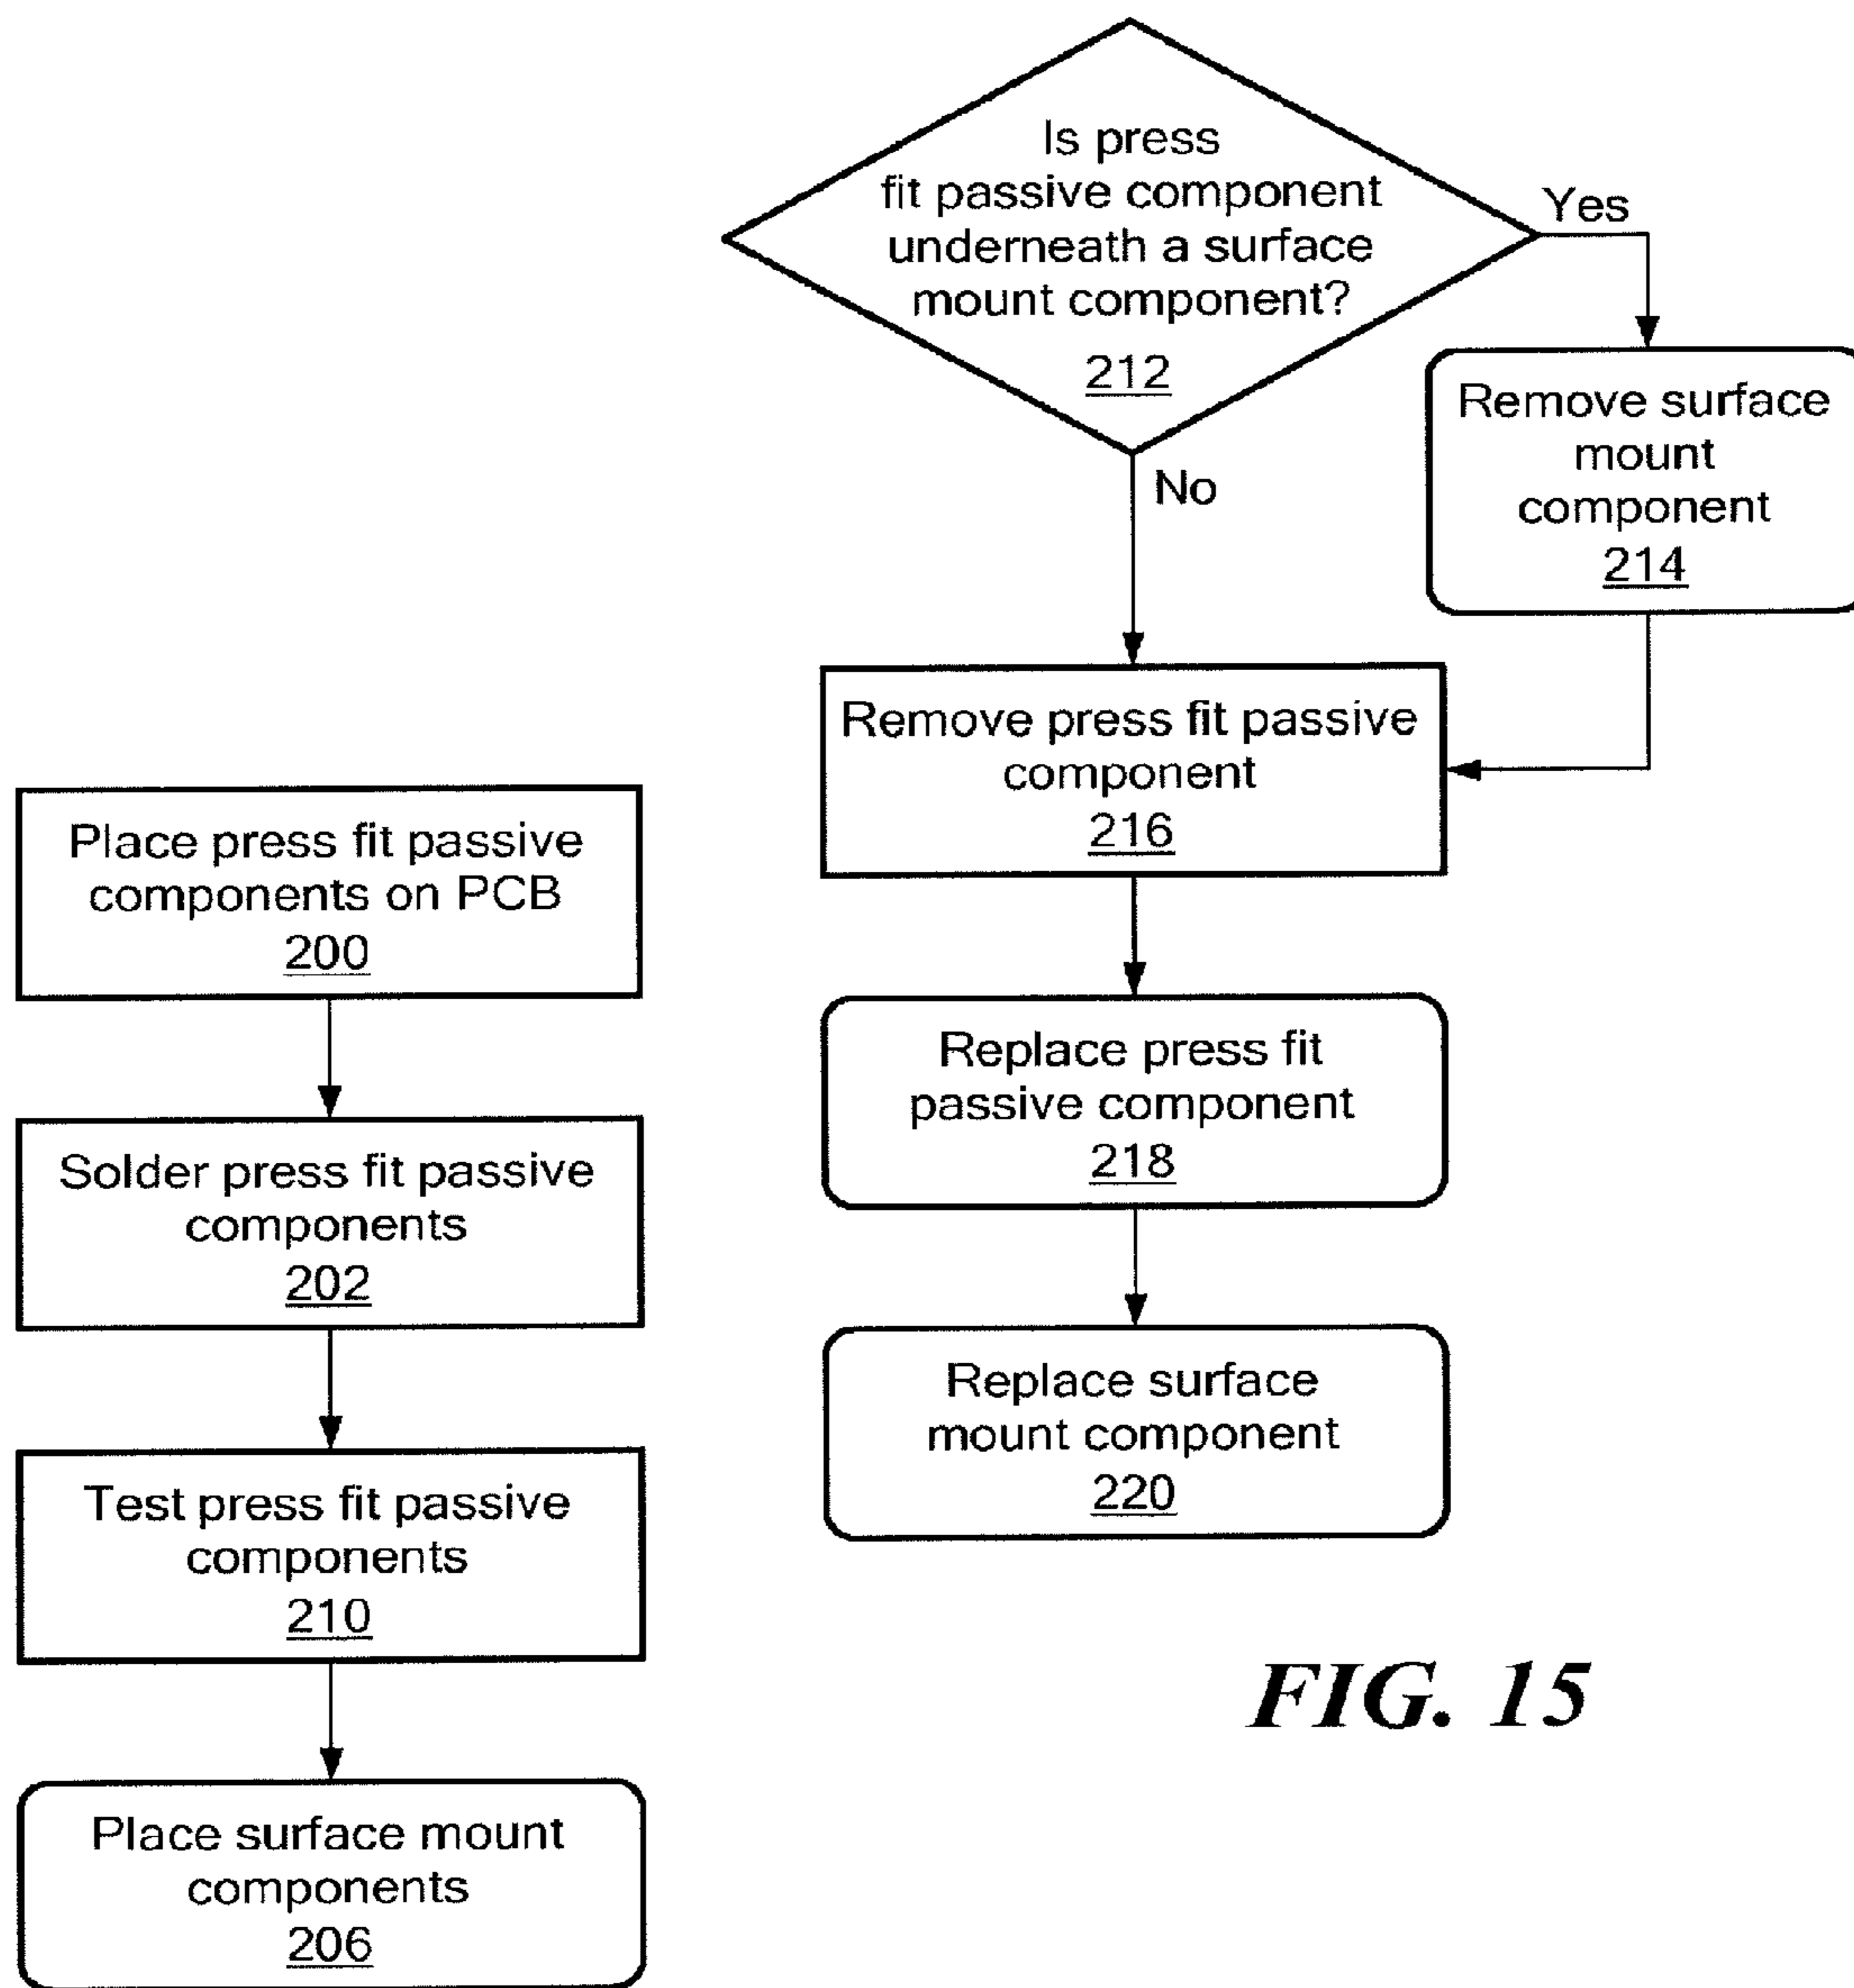 Is press
fit passive component
underneath a surface
mount component?
212
Yes
No
Remove surface
mount
component
214
Remove press fit passive
component
216
Replace press fit
passive component
218
Replace surface
mount component
220
Place press fit passive
components on PCB
200
Solder press fit passive
components
202
Test press fit passive
components
210
Place surface mount
components
206
FIG. 15